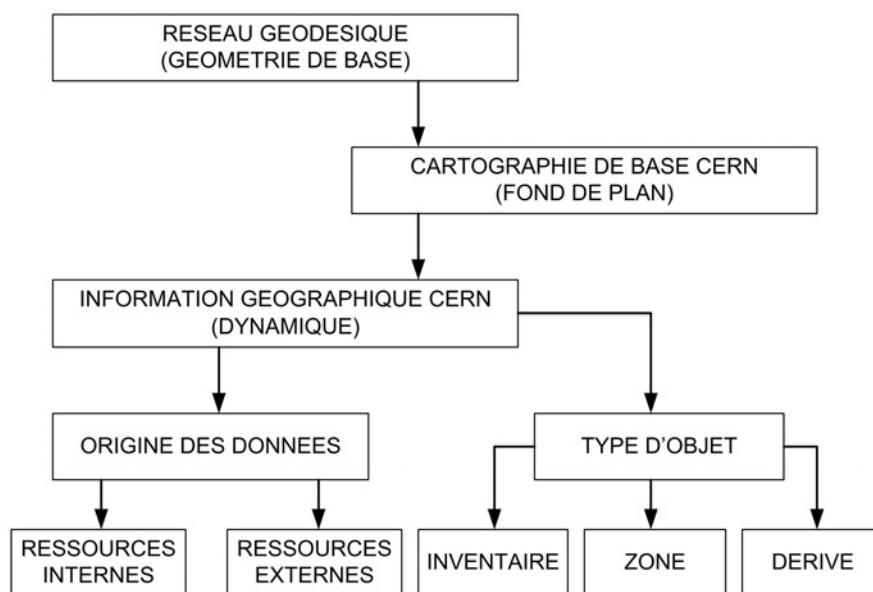 RESEAU GEODESIQUE
(GEOMETRIE DE BASE)
CARTOGRAPHIE DE BASE CERN
(FOND DE PLAN)
INFORMATION GEOGRAPHIQUE CERN
(DYNAMIQUE)
ORIGINE DES DONNEES
TYPE D'OBJET
RESSOURCES
INTERNES
RESSOURCES
EXTERNES
INVENTAIRE
ZONE
DERIVE